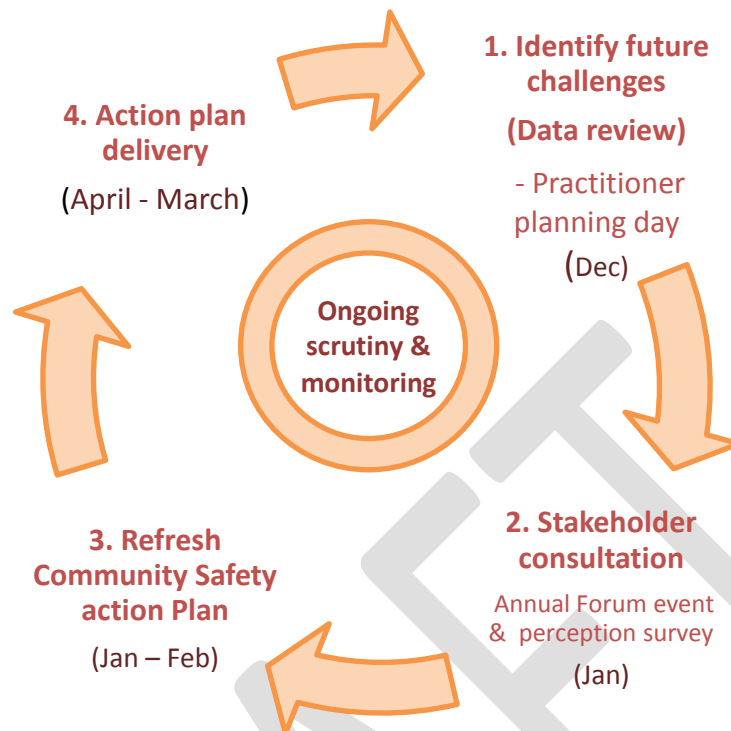 1. Identify future
challenges
(Data review)
- Practitioner
planning day
(Dec)
2. Stakeholder
consultation
Annual Forum event
& perception survey
(Jan)
3. Refresh
Community Safety
action Plan
(Jan – Feb)
4. Action plan
delivery
(April - March)
Ongoing
scrutiny &
monitoring